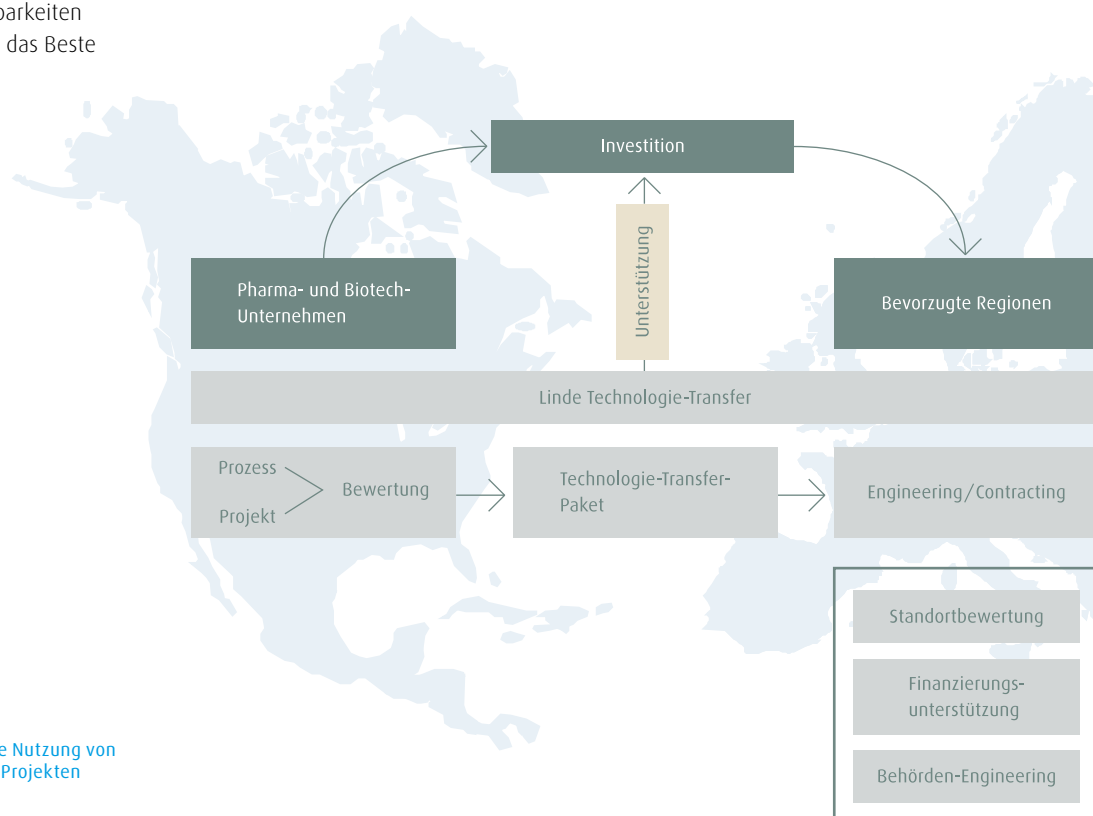 das Beste
Investition
Unterstützung
Pharma- und Biotech-
Unternehmen
Bevorzugte Regionen
Linde Technologie-Transfer
Prozess
Projekt
Bewertung
Technologie-Transfer-
Paket
Engineering/Contracting
Standortbewertung
Finanzierungs-
unterstützung
Behörden-Engineering
Nutzung von
Projekten